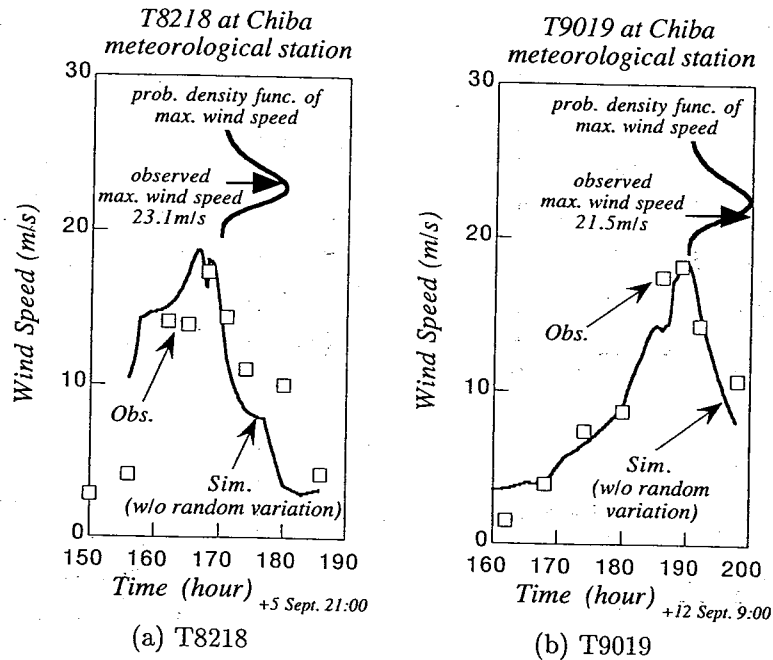 T8218 at Chiba
meteorological station
30
20
10
0
Wind Speed (m/s)
prob. density func. of
max. wind speed
observed
max. wind speed
23.1m/s
Obs.
Sim.
(w/o random variation)
150 160 170 180 190
Time (hour)
+5 Sept. 21:00
(a) T8218
T9019 at Chiba
meteorological station
30
20
10
0
Wind Speed (m/s)
prob. density func. of
max. wind speed
observed
max. wind speed
21.5m/s
Obs.
Sim.
(w/o random
variation)
160 170 180 190 200
Time (hour)
+12 Sept. 9:00
(b) T9019